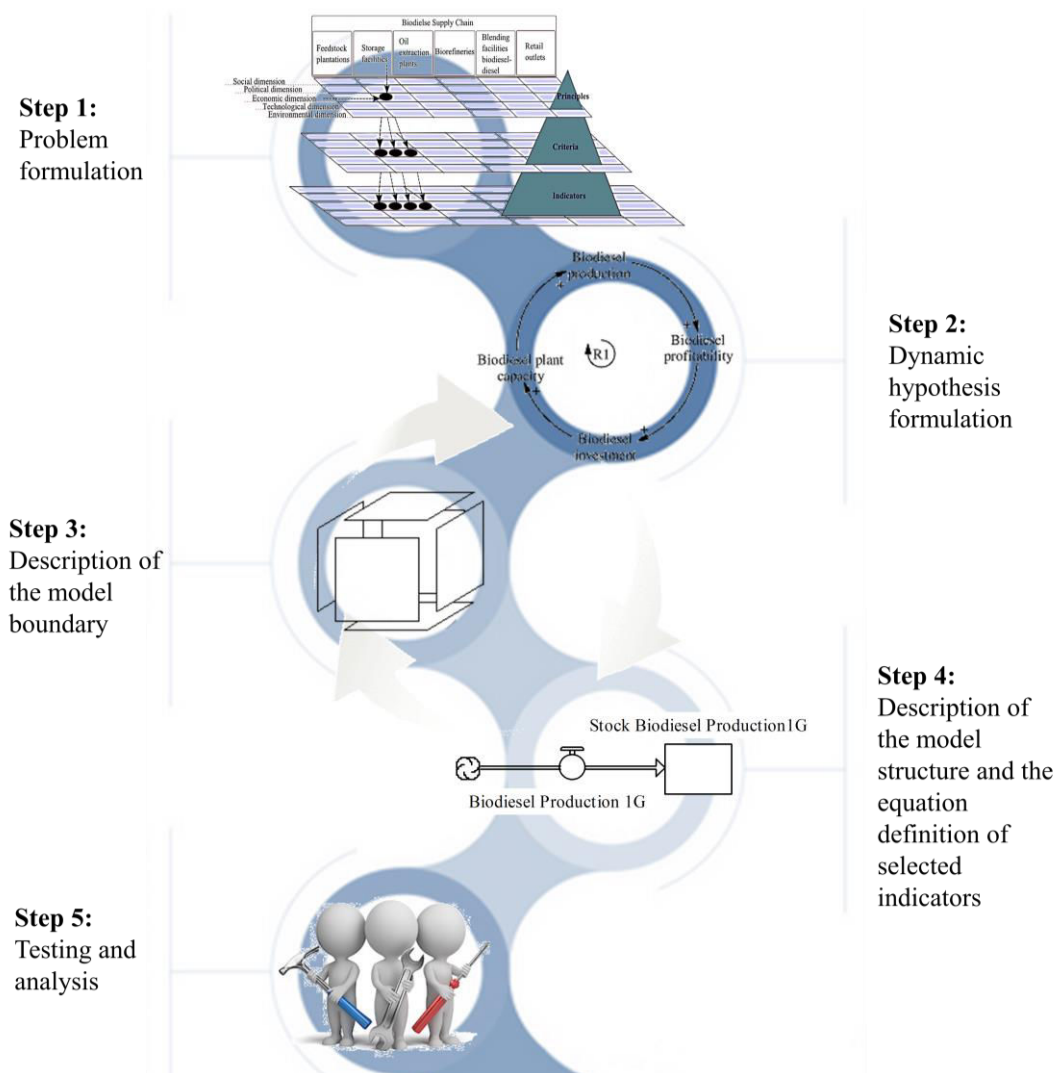 Biodielse Supply Chain
Feedstock
plantations
Storage
facilities
Oil
extraction
plants
Biorefineries
Blending
facilities
biodiesel-
diesel
Retail
outlets
Social dimension
Political dimension
Economic dimension
Technological dimension
Environmental dimension
Principles
Criteria
Indicators
Step 1:
Problem
formulation
Biodiesel
production
Biodiesel
profitability
R1
Biodiesel plant
capacity
Biodiesel
investment
+
+
+
+
Step 2:
Dynamic
hypothesis
formulation
Step 3:
Description of
the model
boundary
Stock Biodiesel Production1G
Biodiesel Production 1G
Step 4:
Description of
the model
structure and the
equation
definition of
selected
indicators
Step 5:
Testing and
analysis